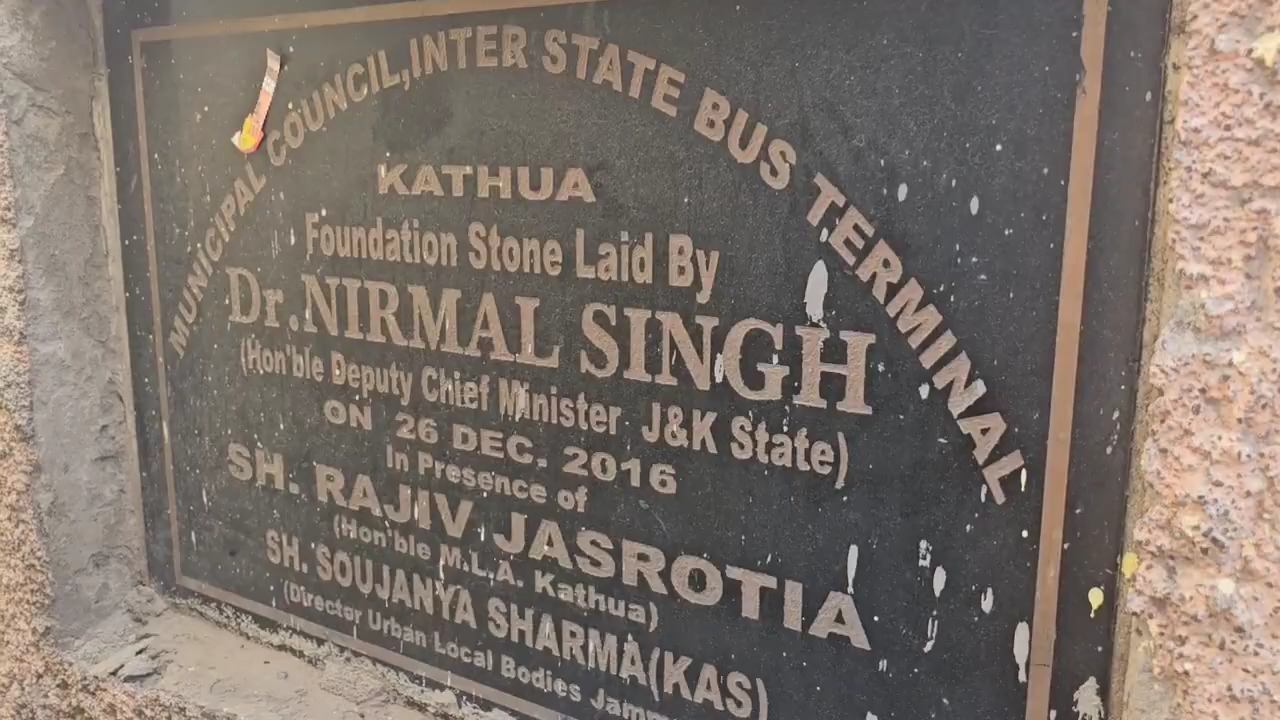 MUNICIPAL COUNCIL,INTER STATE BUS TERMINAL
KATHUA
Foundation Stone Laid By
Dr.NIRMAL SINGH
(Hon'ble Deputy Chief Minister J&K State)
ON 26 DEC. 2016
In Presence of
SH. RAJIV JASROTIA
(Hon'ble M.L.A. Kathua)
SH. SOUJANYA SHARMA(KAS)
(Director Urban Local Bodies